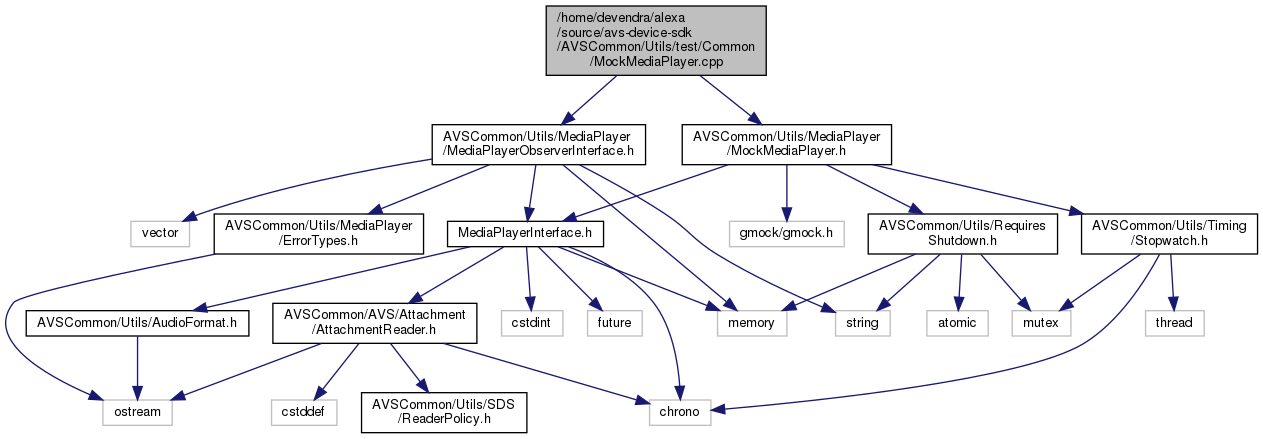 /home/devendra/alexa
/source/avs-device-sdk
/AVSCommon/Utils/test/Common
/MockMediaPlayer.cpp
AVSCommon/Utils/MediaPlayer
/MediaPlayerObserverInterface.h
AVSCommon/Utils/MediaPlayer
/MockMediaPlayer.h
vector
AVSCommon/Utils/MediaPlayer
/ErrorTypes.h
MediaPlayerInterface.h
gmock/gmock.h
AVSCommon/Utils/Requires
Shutdown.h
AVSCommon/Utils/Timing
/Stopwatch.h
AVSCommon/Utils/AudioFormat.h
AVSCommon/AVS/Attachment
/AttachmentReader.h
cstdint
future
memory
string
atomic
mutex
thread
ostream
cstddef
AVSCommon/Utils/SDS
/ReaderPolicy.h
chrono